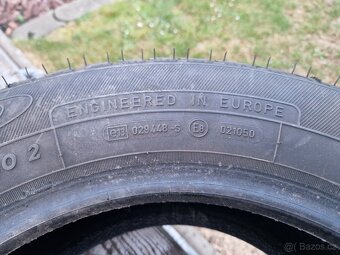 ENGINEERED IN EUROPE
e13 029448-S E8 021050
02
Bazos.cz